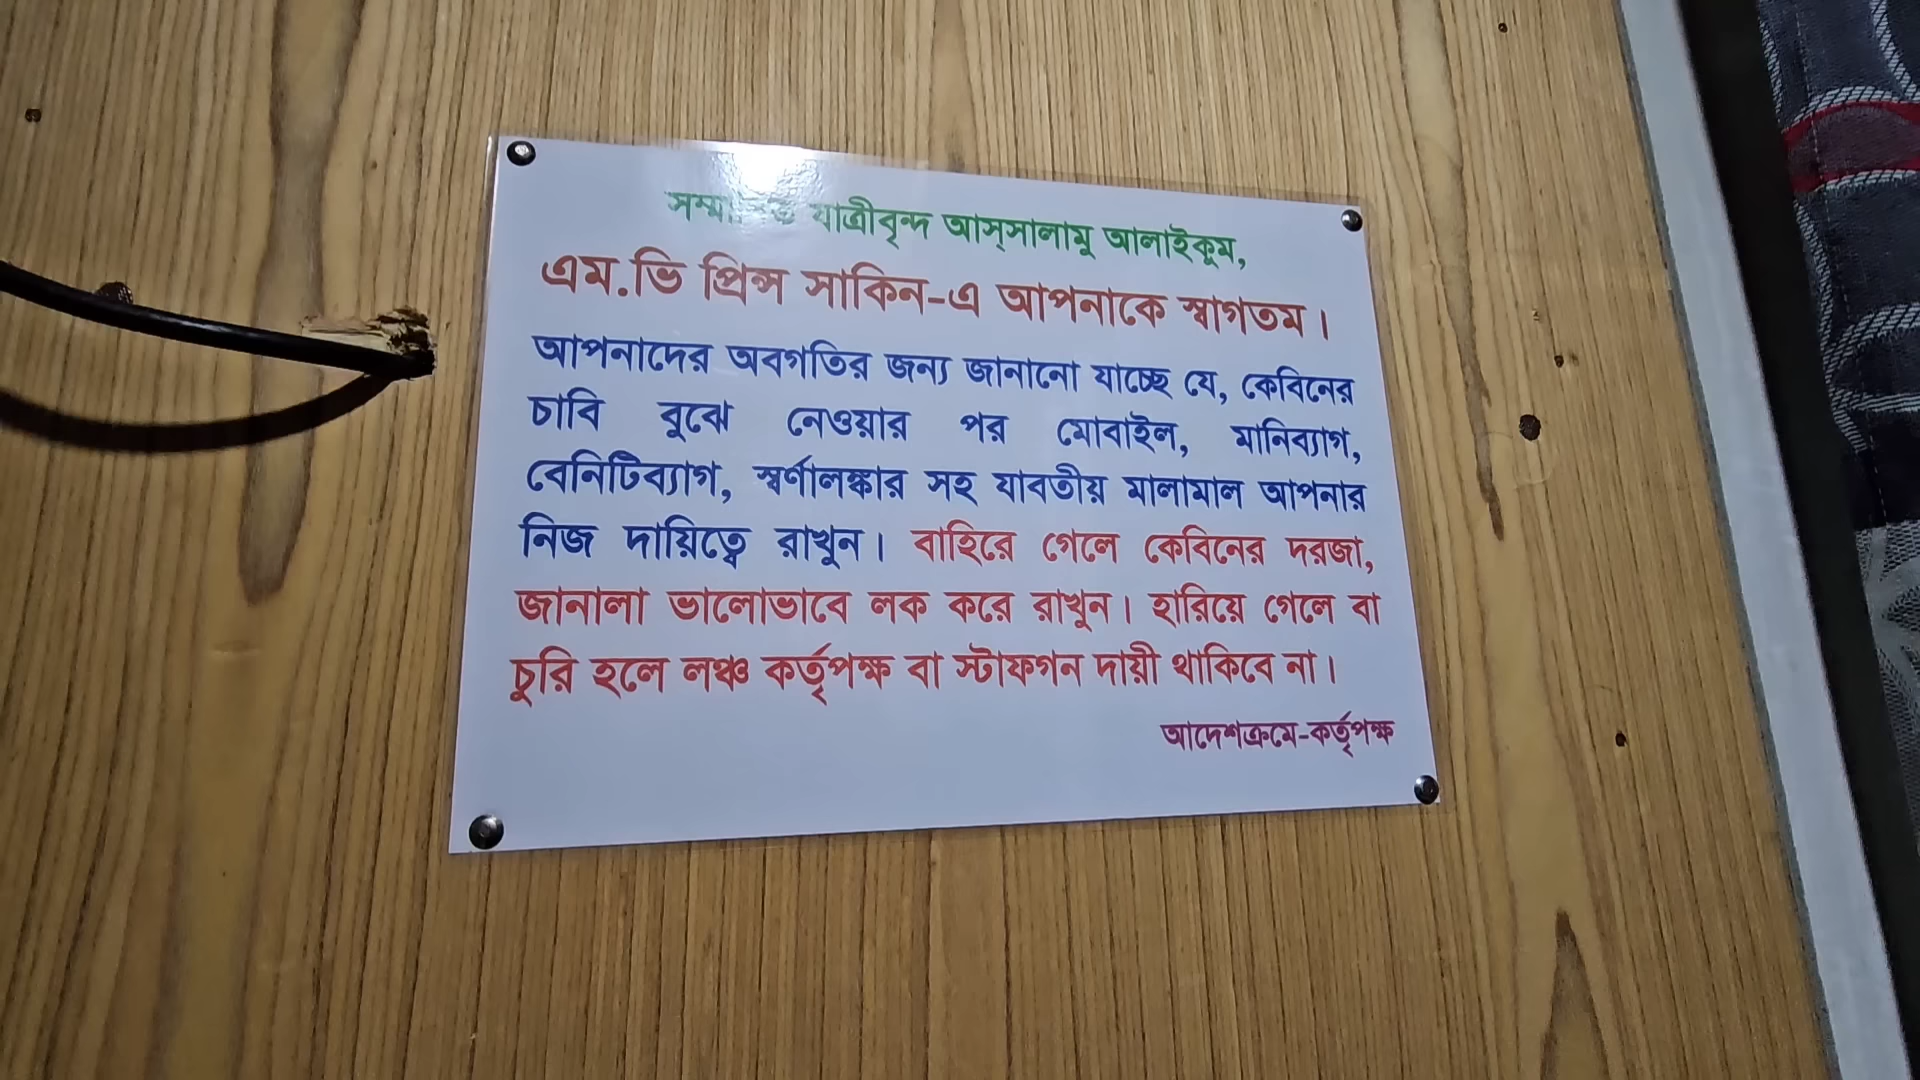 যাত্রীবৃন্দ আস্সালামু আলাইকুম,
এম.ভি প্রিন্স সাকিন-এ আপনাকে স্বাগতম।
আপনাদের অবগতির জন্য জানানো যাচ্ছে যে, কেবিনের
চাবি বুঝে নেওয়ার পর মোবাইল, মানিব্যাগ,
বেনিটিব্যাগ, স্বর্ণালঙ্কার সহ যাবতীয় মালামাল আপনার
নিজ দায়িত্বে রাখুন। বাহিরে গেলে কেবিনের দরজা,
জানালা ভালোভাবে লক করে রাখুন। হারিয়ে গেলে বা
চুরি হলে লঞ্চ কর্তৃপক্ষ বা স্টাফগন দায়ী থাকিবে না।
আদেশক্রমে-কর্তৃপক্ষ